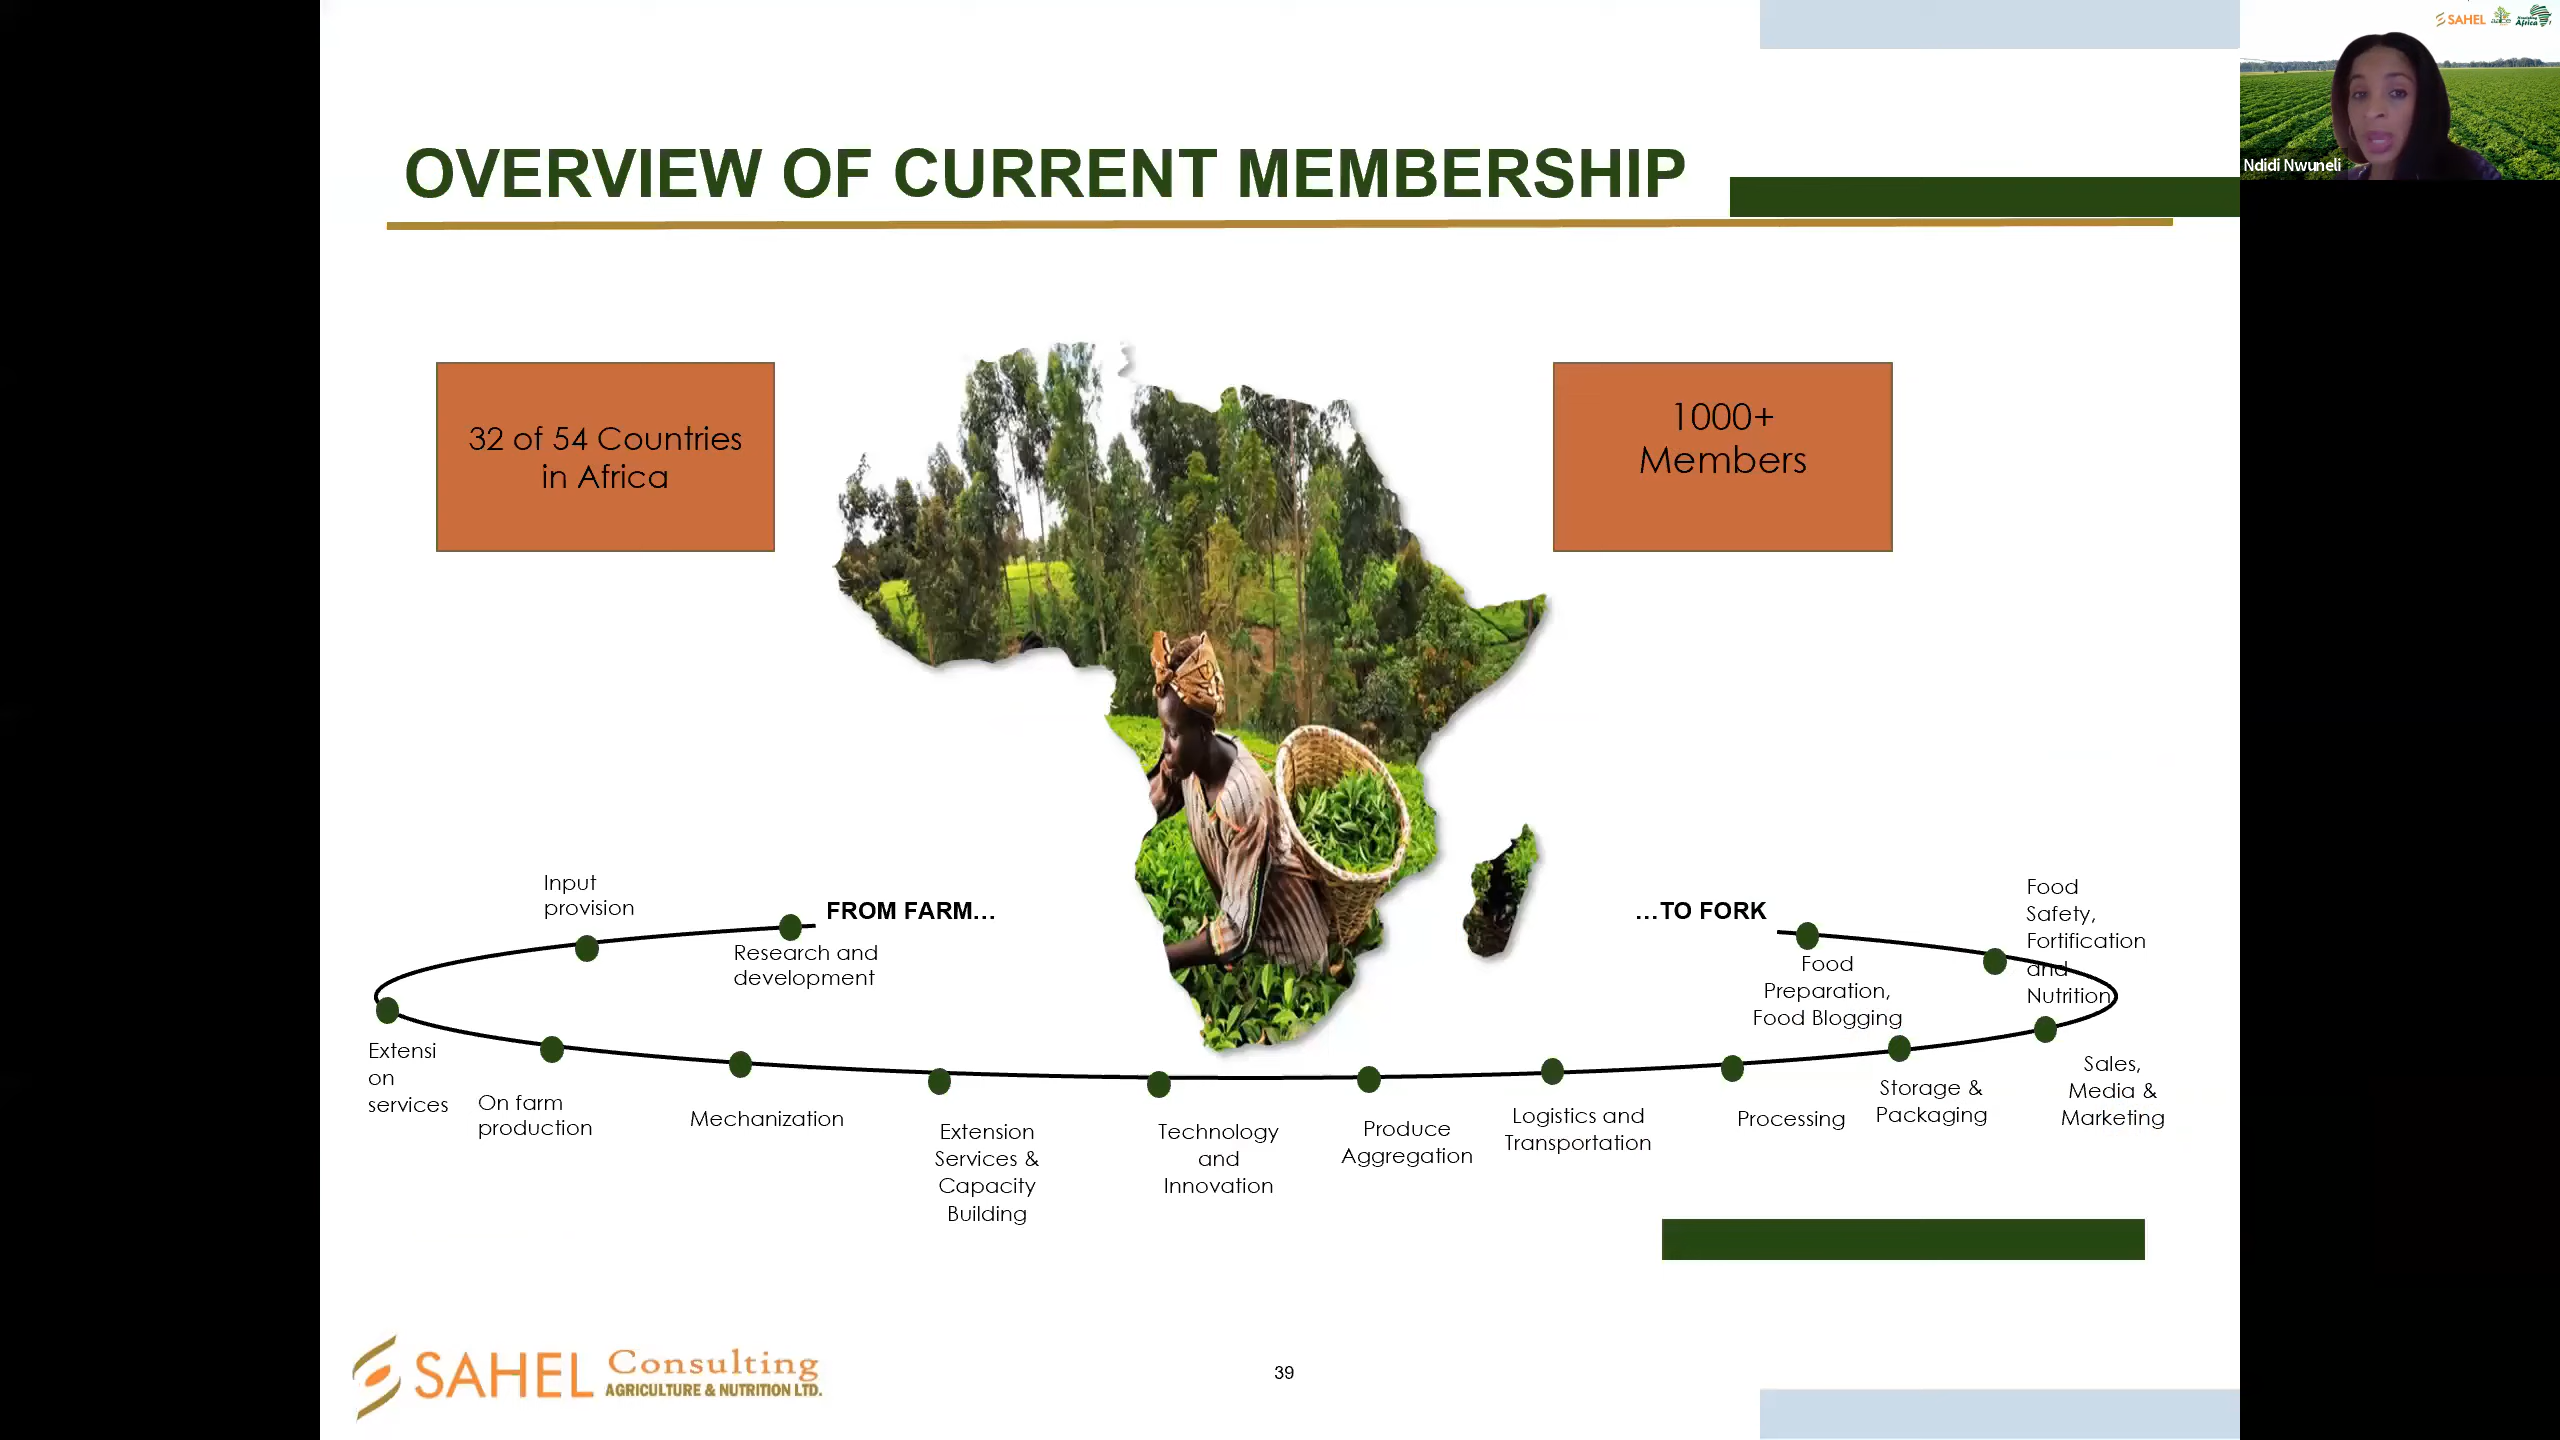 SAHEL
Africa
Ndidi Nwuneli
OVERVIEW OF CURRENT MEMBERSHIP
32 of 54 Countries
in Africa
1000+
Members
FROM FARM...
...TO FORK
Research and
development
Input
provision
Extensi
on
services
On farm
production
Mechanization
Extension
Services &
Capacity
Building
Technology
and
Innovation
Produce
Aggregation
Logistics and
Transportation
Processing
Storage &
Packaging
Sales,
Media &
Marketing
Food
Safety,
Fortification
and
Nutrition
Food
Preparation,
Food Blogging
SAHEL Consulting
AGRICULTURE & NUTRITION LTD.
39